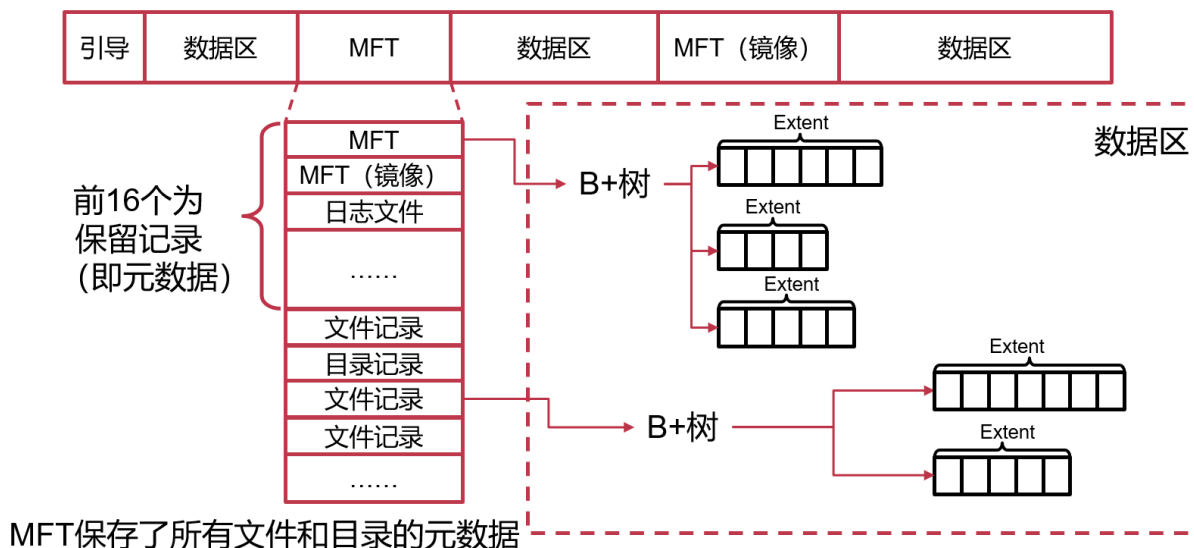 引导
数据区
MFT
数据区
MFT（镜像）
数据区
MFT
MFT（镜像）
日志文件
……
文件记录
目录记录
文件记录
文件记录
……
前16个为
保留记录
（即元数据）
数据区
B+树
Extent
Extent
Extent
B+树
Extent
Extent
MFT保存了所有文件和目录的元数据